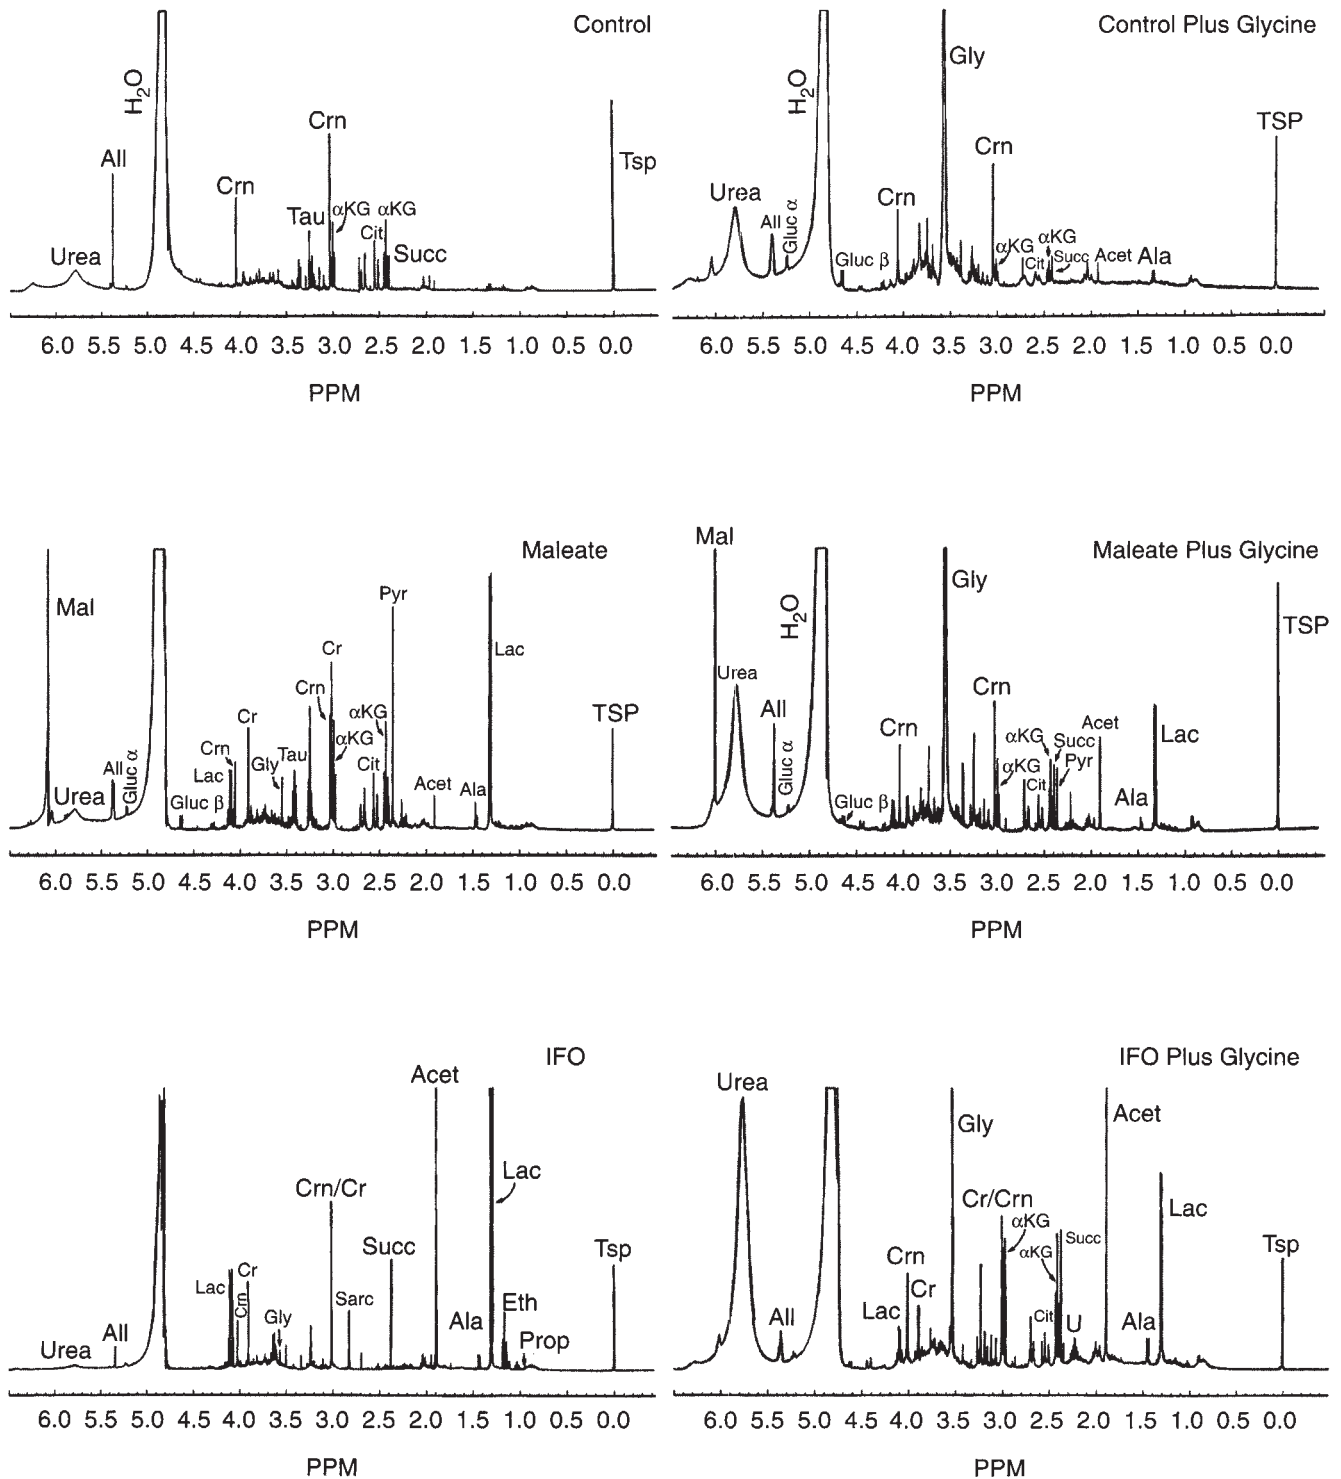 Control
H₂O
Crn
All
Tsp
Crn
Tau
αKG
αKG
Cit
Succ
Urea
6.0 5.5 5.0 4.5 4.0 3.5 3.0 2.5 2.0 1.5 1.0 0.5 0.0
PPM
Control Plus Glycine
Gly
H₂O
TSP
Crn
Urea
Crn
All
Gluc α
Gluc β
αKG
αKG
Cit
Succ
Acet
Ala
6.0 5.5 5.0 4.5 4.0 3.5 3.0 2.5 2.0 1.5 1.0 0.5 0.0
PPM
Maleate
Mal
Pyr
Cr
Lac
Crn
αKG
TSP
Cr
αKG
Crn
Gly
Tau
Cit
Lac
All
Gluc α
Acet
Ala
Urea
Gluc β
6.0 5.5 5.0 4.5 4.0 3.5 3.0 2.5 2.0 1.5 1.0 0.5 0.0
PPM
Maleate Plus Glycine
Mal
Gly
H₂O
TSP
Urea
Crn
All
Crn
Acet
αKG
Succ
Lac
Pyr
αKG
Gluc α
Cit
Ala
Gluc β
6.0 5.5 5.0 4.5 4.0 3.5 3.0 2.5 2.0 1.5 1.0 0.5 0.0
PPM
IFO
Acet
Lac
Crn/Cr
Succ
Tsp
Cr
Lac
Crn
Sarc
Eth
Gly
Ala
Prop
All
Urea
6.0 5.5 5.0 4.5 4.0 3.5 3.0 2.5 2.0 1.5 1.0 0.5 0.0
PPM
IFO Plus Glycine
Urea
Gly
Acet
Cr/Crn
Lac
αKG
Succ
Tsp
Crn
αKG
Cr
All
Lac
Cit
U
Ala
6.0 5.5 5.0 4.5 4.0 3.5 3.0 2.5 2.0 1.5 1.0 0.5 0.0
PPM